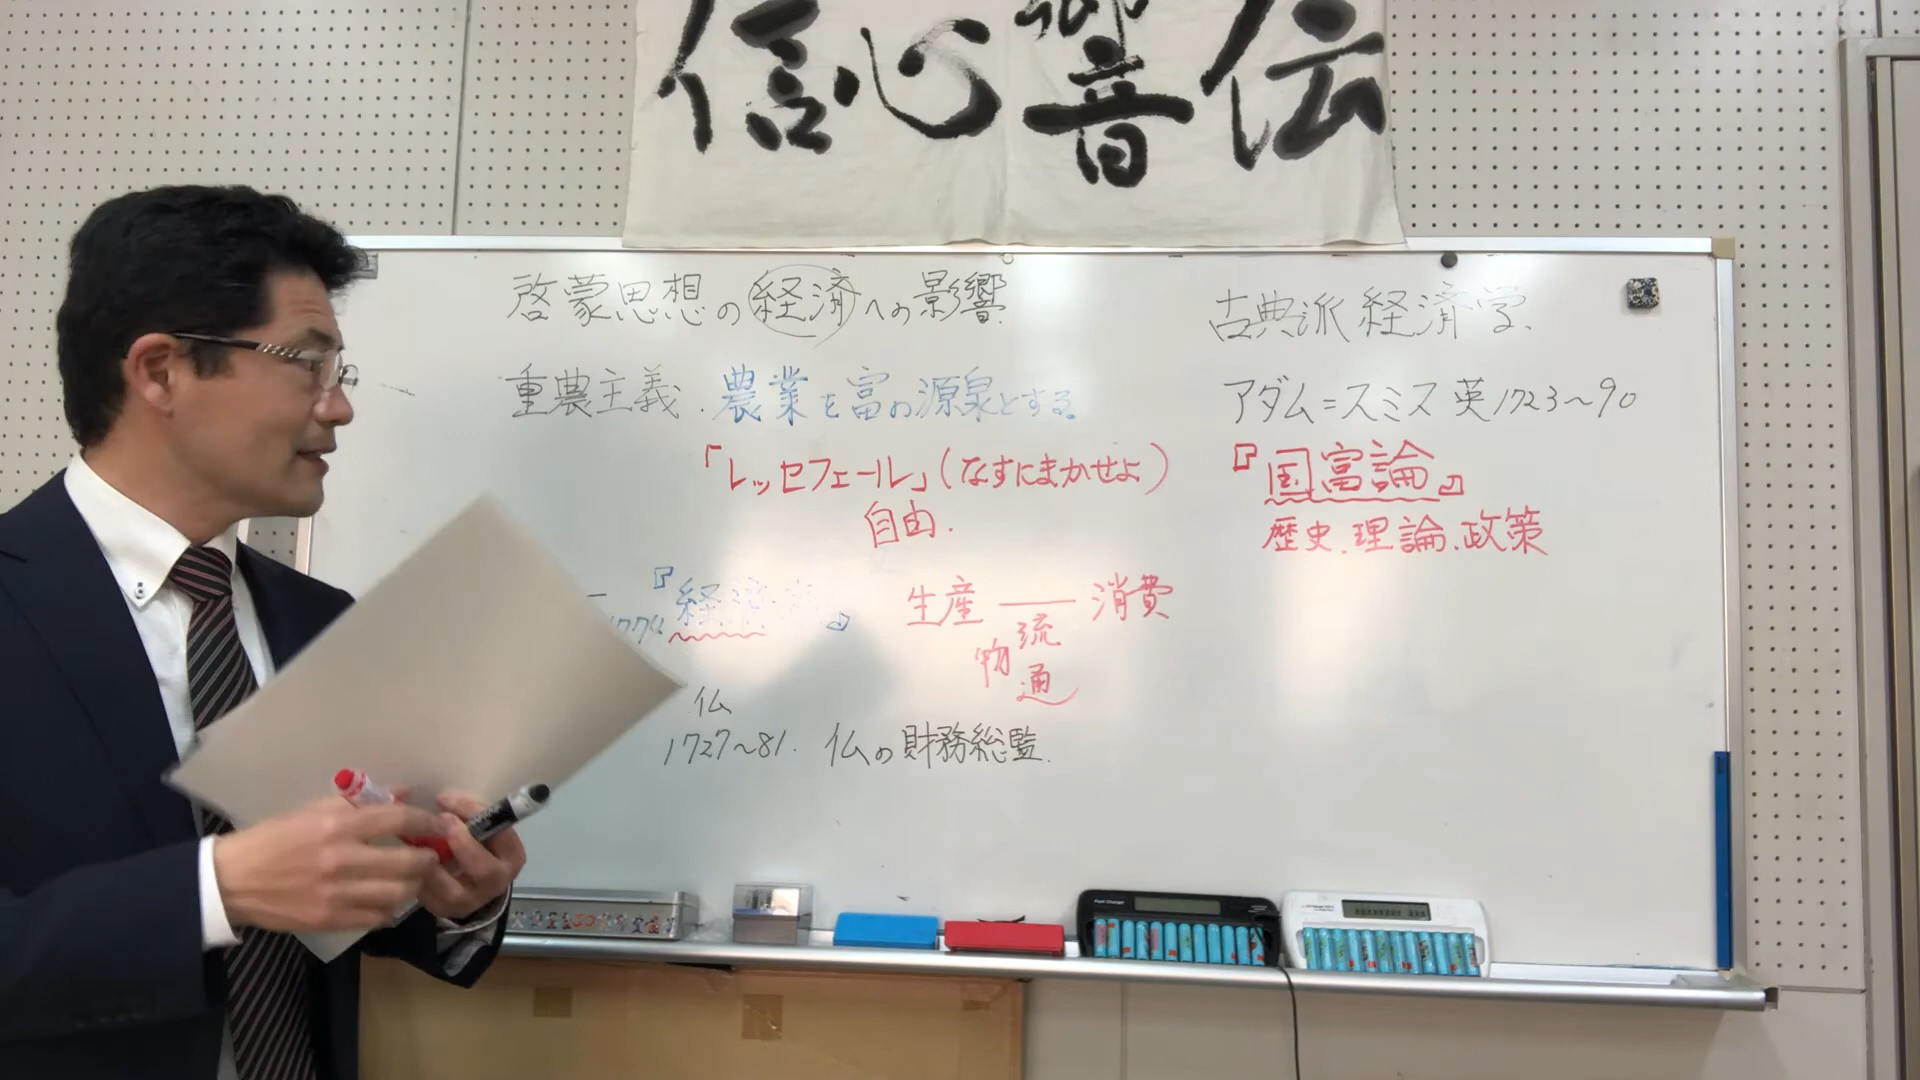 信心響伝
啓蒙思想の経済への影響
重農主義. 農業を富の源泉とする
「レッセフェール」(なすにまかせよ)
自由.
1774『経済
生産 ― 消費
物流
通
仏
1727~81. 仏の財務総監.
古典派経済学.
アダム=スミス 英1723~90
『国富論』
歴史.理論.政策